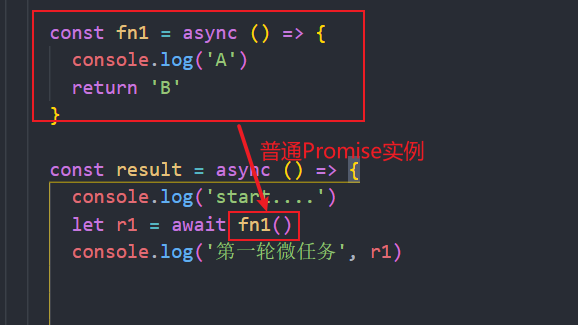 const fn1 = async () => {
console.log('A')
return 'B'
}
普通Promise实例
const result = async () => {
console.log('start....')
let r1 = await fn1()
console.log('第一轮微任务', r1)